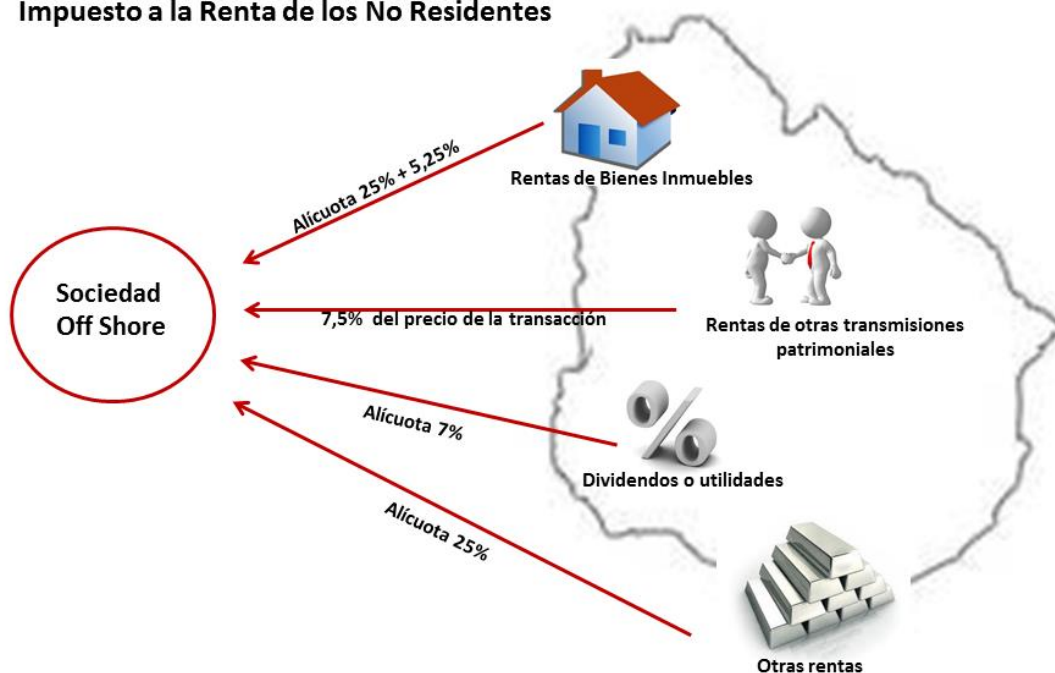 Impuesto a la Renta de los No Residentes
Alícuota 25% + 5,25%
Rentas de Bienes Inmuebles
Sociedad
Off Shore
7,5% del precio de la transacción
Rentas de otras transmisiones
patrimoniales
Alícuota 7%
Dividendos o utilidades
Alícuota 25%
Otras rentas